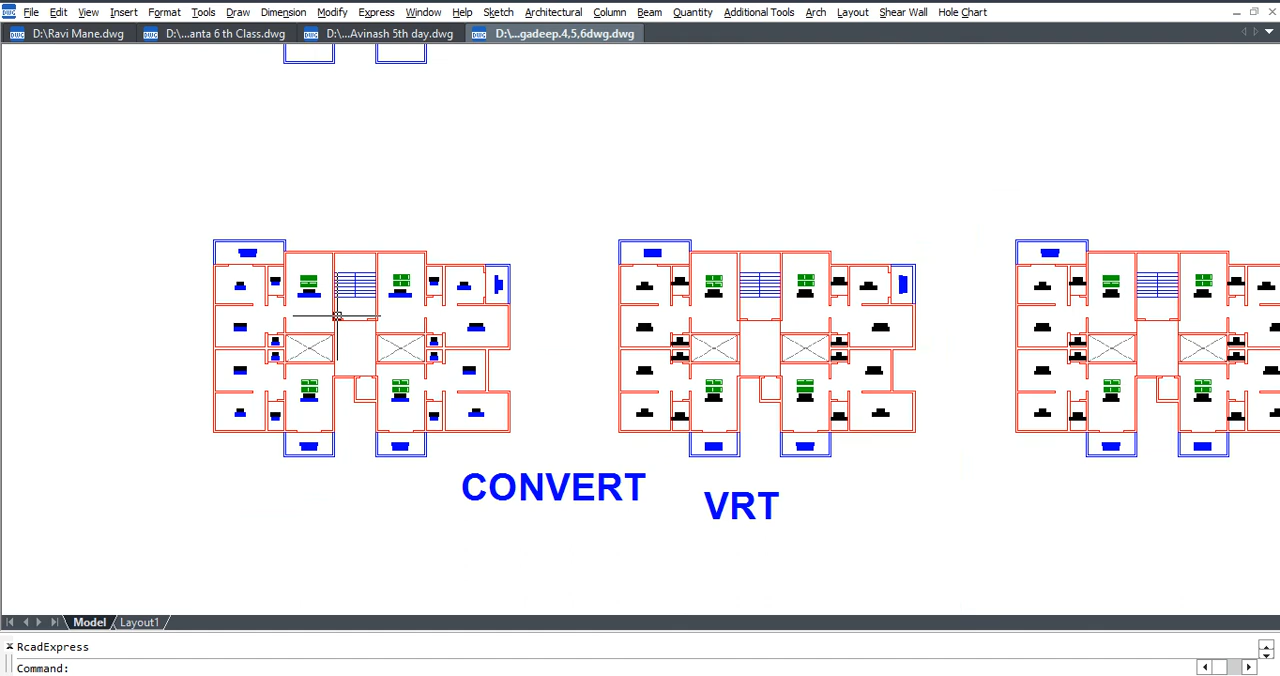 File Edit View Insert Format Tools Draw Dimension Modify Express Window Help Sketch Architectural Column Beam Quantity Additional Tools Arch Layout Shear Wall Hole Chart
D:\Ravi Mane.dwg D:\...anta 6 th Class.dwg D:\...Avinash 5th day.dwg D:\...gadeep.4,5,6dwg.dwg
CONVERT
VRT
Model Layout1
RcadExpress
Command: